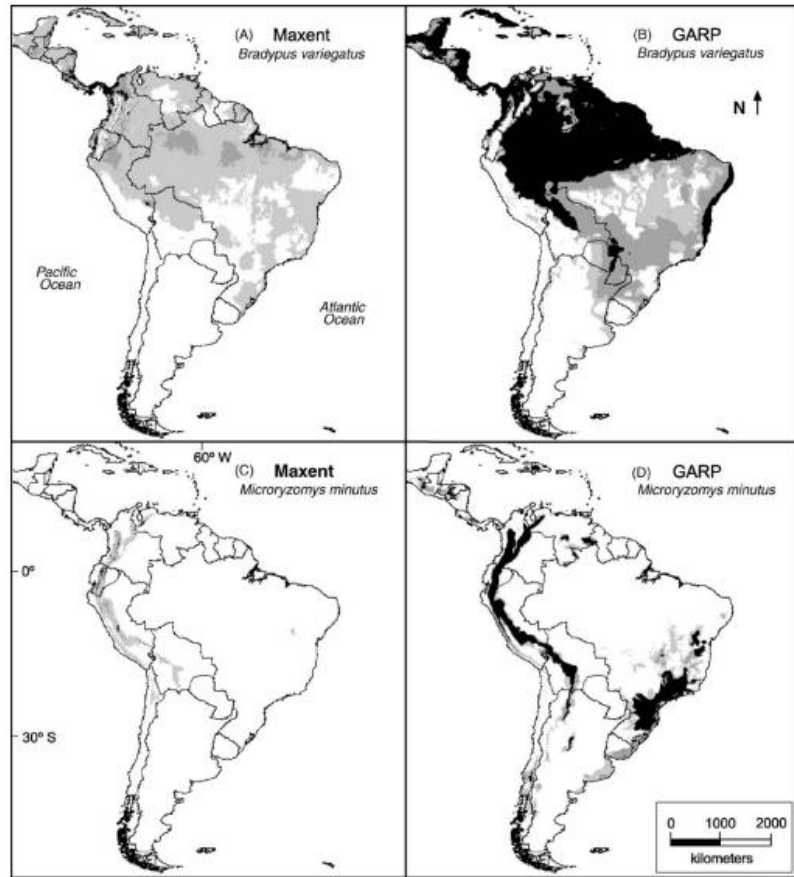 (A) Maxent
Bradypus variegatus
(B) GARP
Bradypus variegatus
N
Pacific
Ocean
Atlantic
Ocean
60° W
(C) Maxent
Microryzomys minutus
(D) GARP
Microryzomys minutus
0°
30° S
0 1000 2000
kilometers